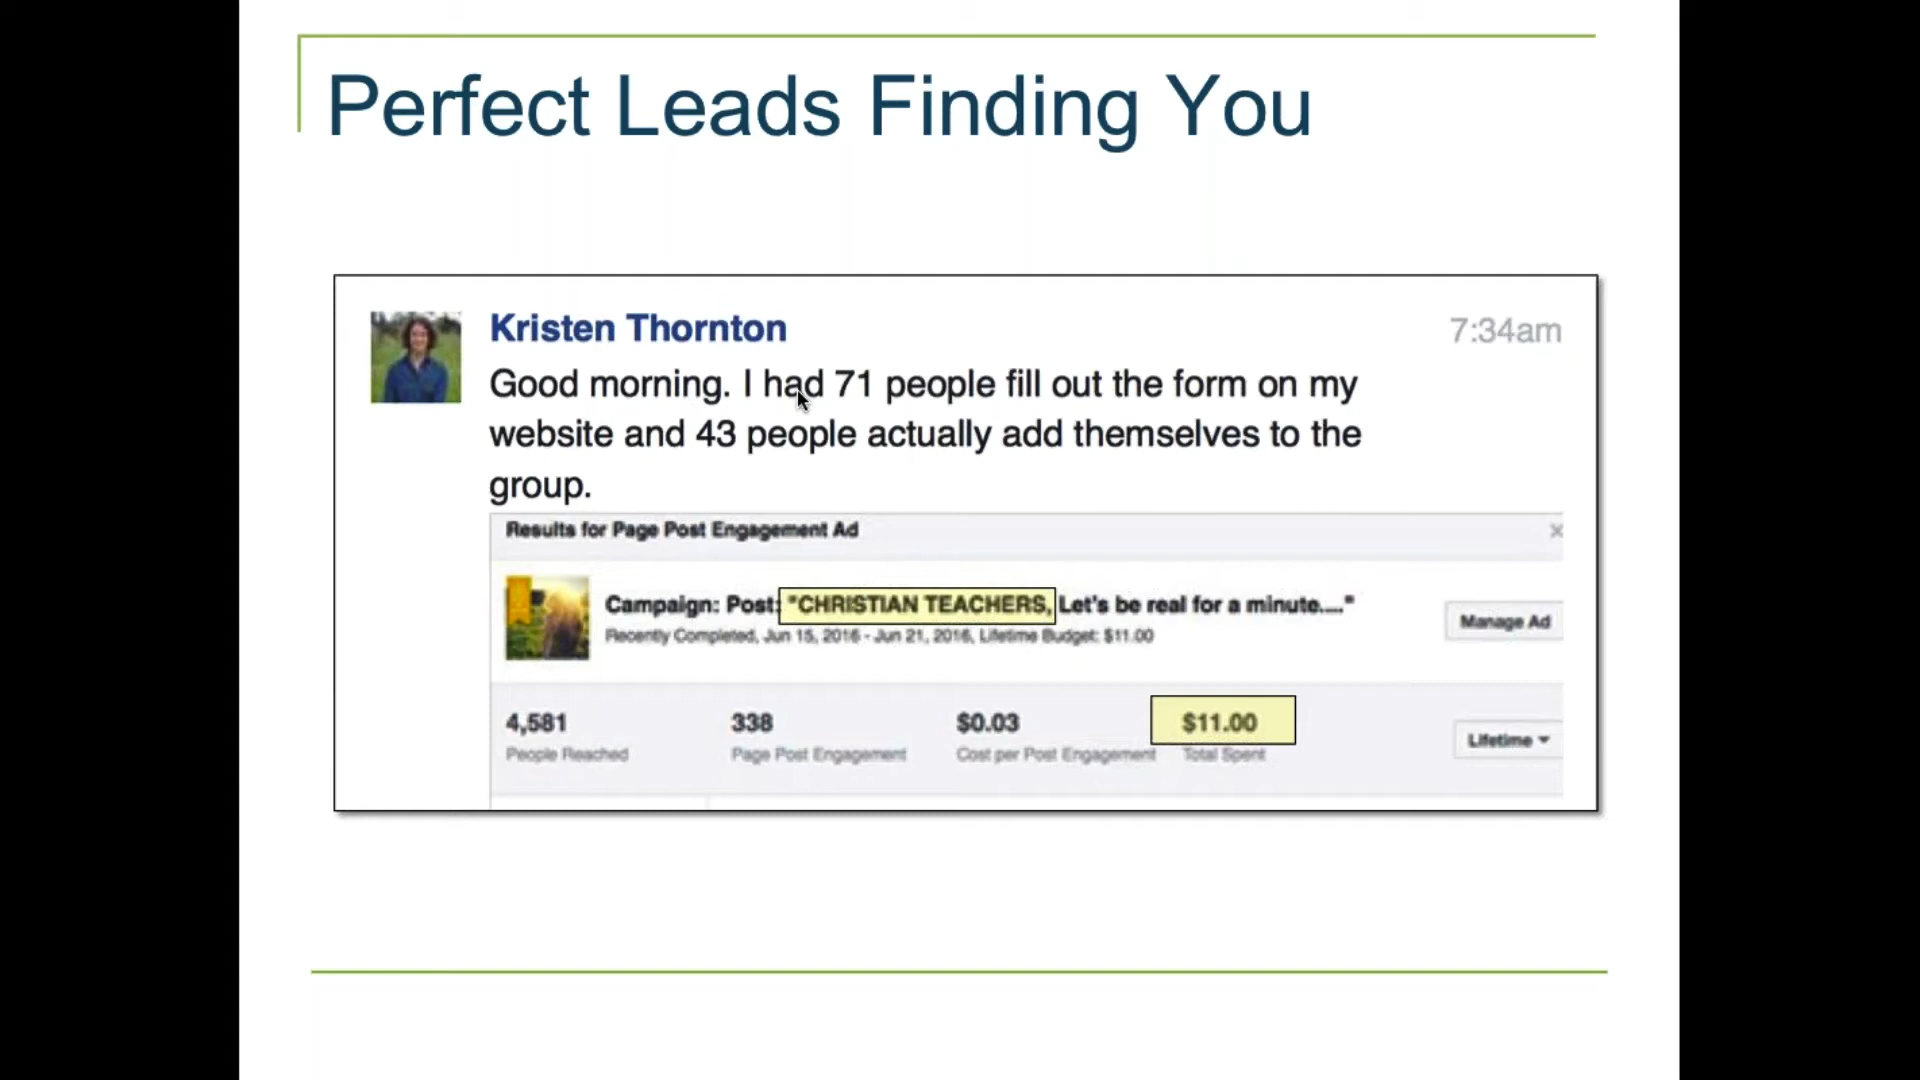 Perfect Leads Finding You
Kristen Thornton
7:34am
Good morning. I had 71 people fill out the form on my
website and 43 people actually add themselves to the
group.
Results for Page Post Engagement Ad
×
Campaign: Post: "CHRISTIAN TEACHERS, Let's be real for a minute...."
Recently Completed, Jun 15, 2016 - Jun 21, 2016, Lifetime Budget: $11.00
Manage Ad
4,581 338 $0.03 $11.00
Lifetime
People Reached Page Post Engagement Cost per Post Engagement Total Spent